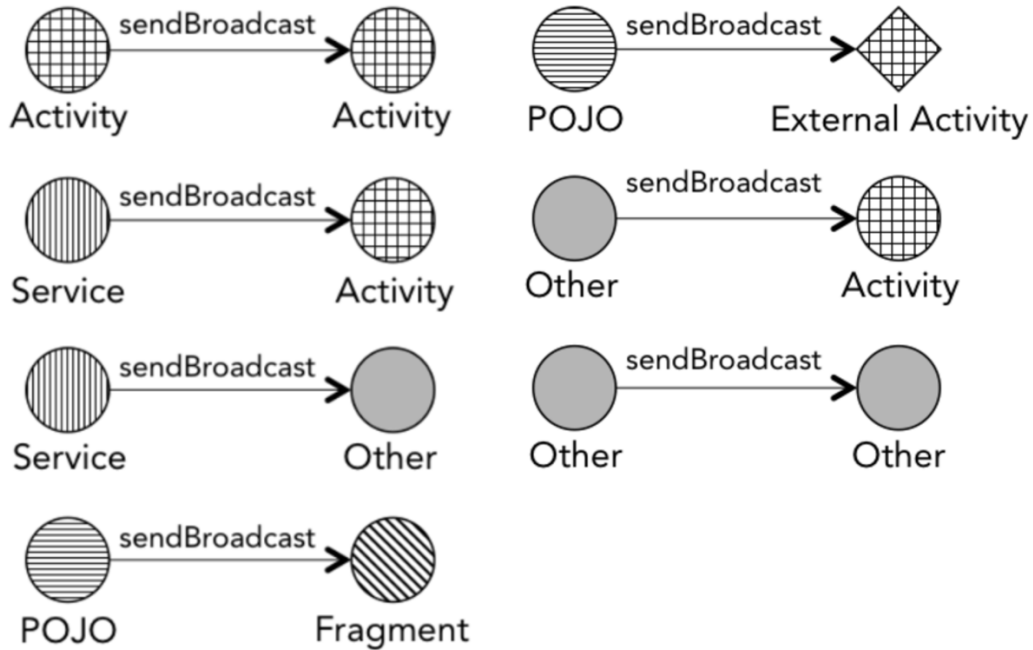 sendBroadcast
Activity
Activity
sendBroadcast
POJO
External Activity
sendBroadcast
Service
Activity
sendBroadcast
Other
Activity
sendBroadcast
Service
Other
sendBroadcast
Other
Other
sendBroadcast
POJO
Fragment